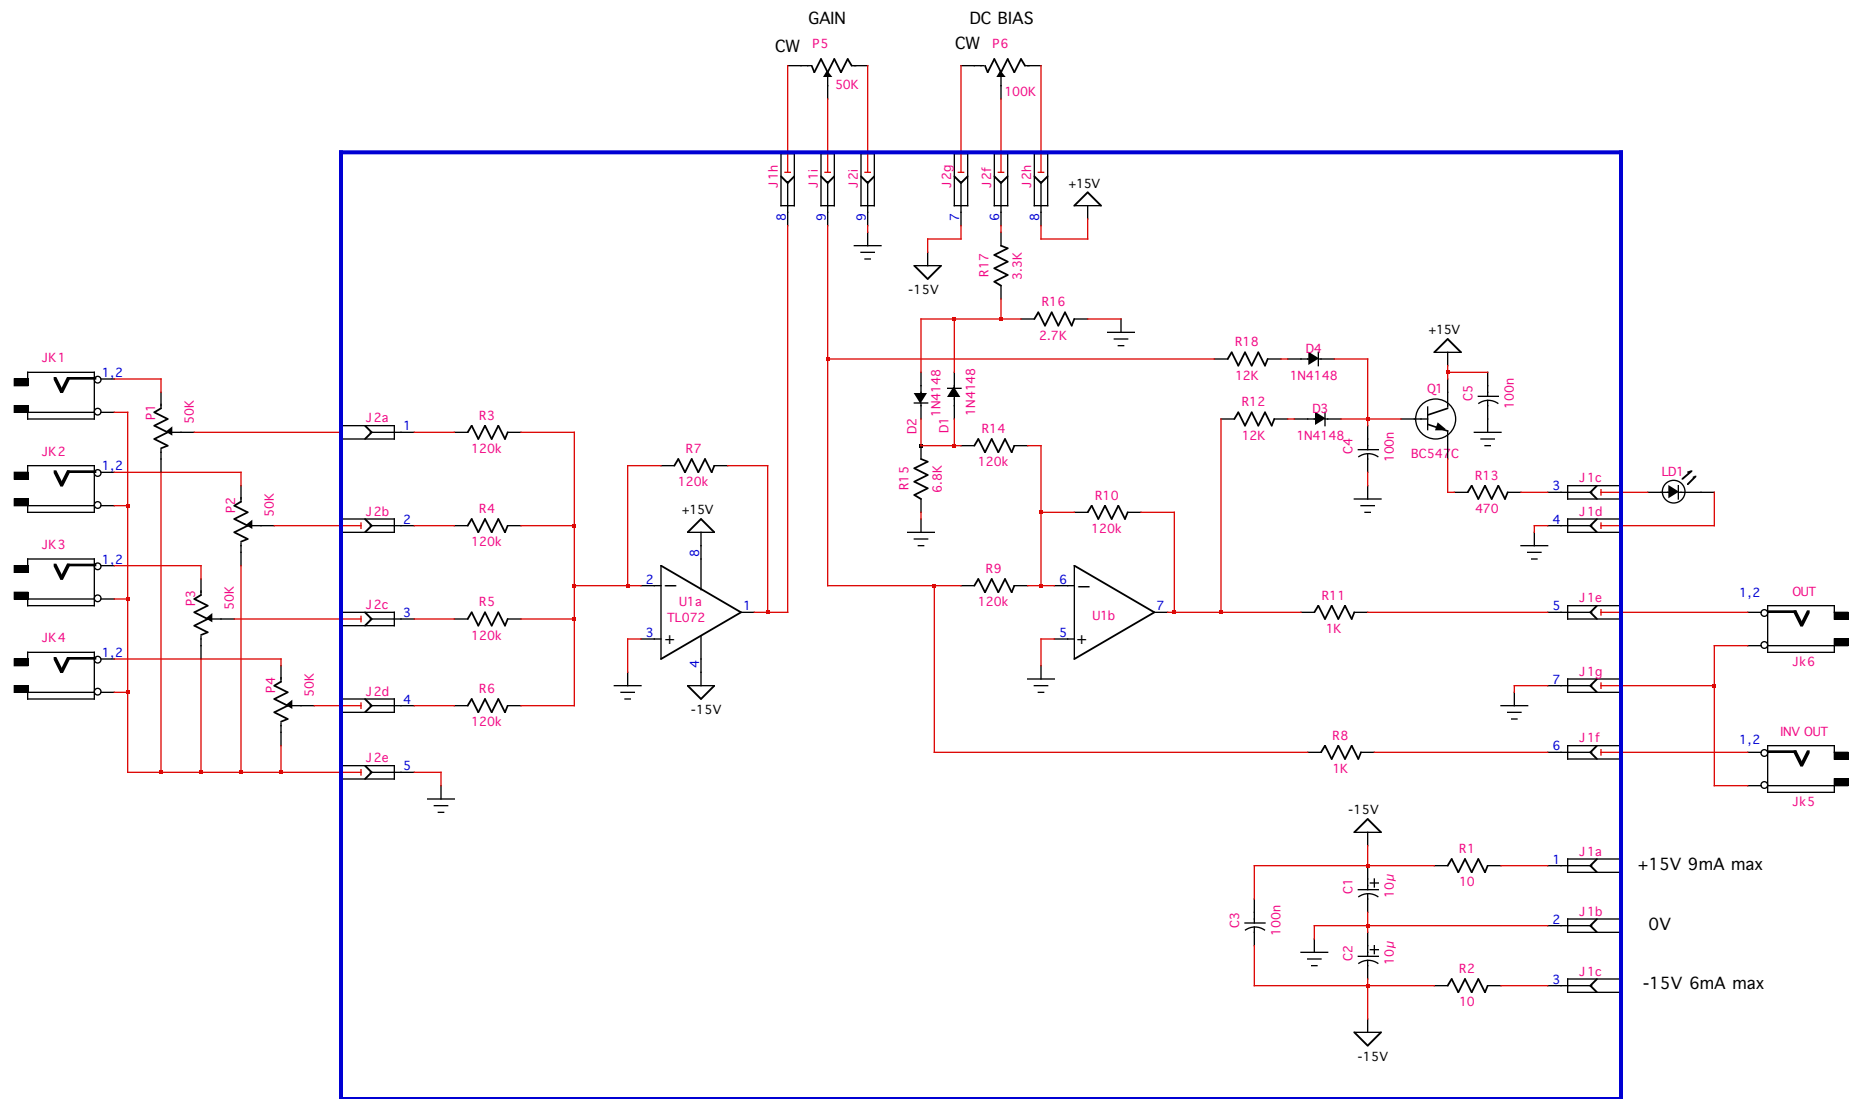 GAIN
DC BIAS
CW
P5
50K
CW
P6
100K
J1h
J1i
J2i
J2g
J2f
J2h
8
9
9
7
6
8
+15V
-15V
R17
3.3K
R16
2.7K
JK1
1,2
P1
50K
JK2
1,2
P2
50K
JK3
1,2
P3
50K
JK4
1,2
P4
50K
J2a
1
J2b
2
J2c
3
J2d
4
J2e
5
R3
120k
R4
120k
R5
120k
R6
120k
R7
120k
+15V
8
2
3
4
1
U1a
TL072
-15V
D2
1N4148
D1
1N4148
R15
6.8K
R14
120k
R10
120k
R9
120k
6
5
7
U1b
R18
12K
D4
1N4148
R12
12K
D3
1N4148
C4
100n
+15V
Q1
BC547C
C5
100n
R13
470
3
J1c
4
J1d
LD1
R11
1K
5
J1e
1,2
OUT
Jk6
7
J1g
R8
1K
6
J1f
1,2
INV OUT
Jk5
-15V
R1
10
1
J1a
+15V 9mA max
C1
10µ
C3
100n
2
J1b
0V
C2
10µ
R2
10
3
J1c
-15V 6mA max
-15V